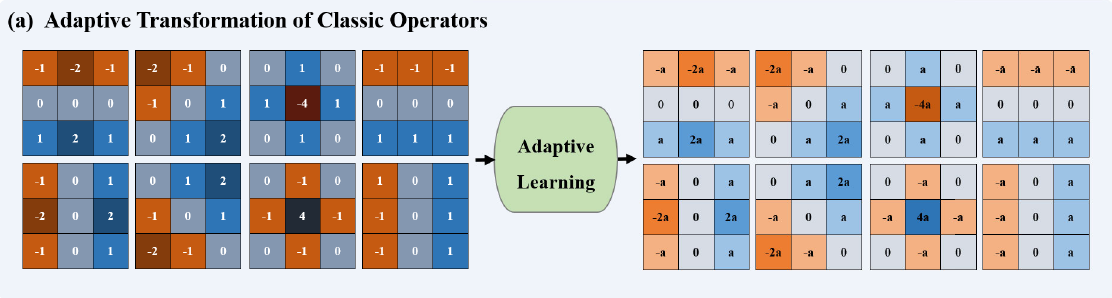 (a) Adaptive Transformation of Classic Operators
-1 -2 -1 -2 -1 0 0 1 0 -1 -1 -1
0 0 0 -1 0 1 1 -4 1 0 0 0
1 2 1 0 1 2 0 1 0 1 1 1
-1 0 1 0 1 2 0 -1 0 1 0 1
-2 0 2 -1 0 1 -1 4 -1 -1 0 1
-1 0 1 -2 -1 0 0 -1 0 -1 0 1
Adaptive
Learning
-a -2a -a -2a -a 0 0 a 0 -ā -ā -ā
0 0 0 -a 0 a a -4a a 0 0 0
a 2a a 0 a 2a 0 a 0 a a a
-a 0 a 0 a 2a 0 -a 0 -a 0 a
-2a 0 2a -a 0 a -a 4a -a -a 0 a
-a 0 a -2a -a 0 0 -a 0 -a 0 a